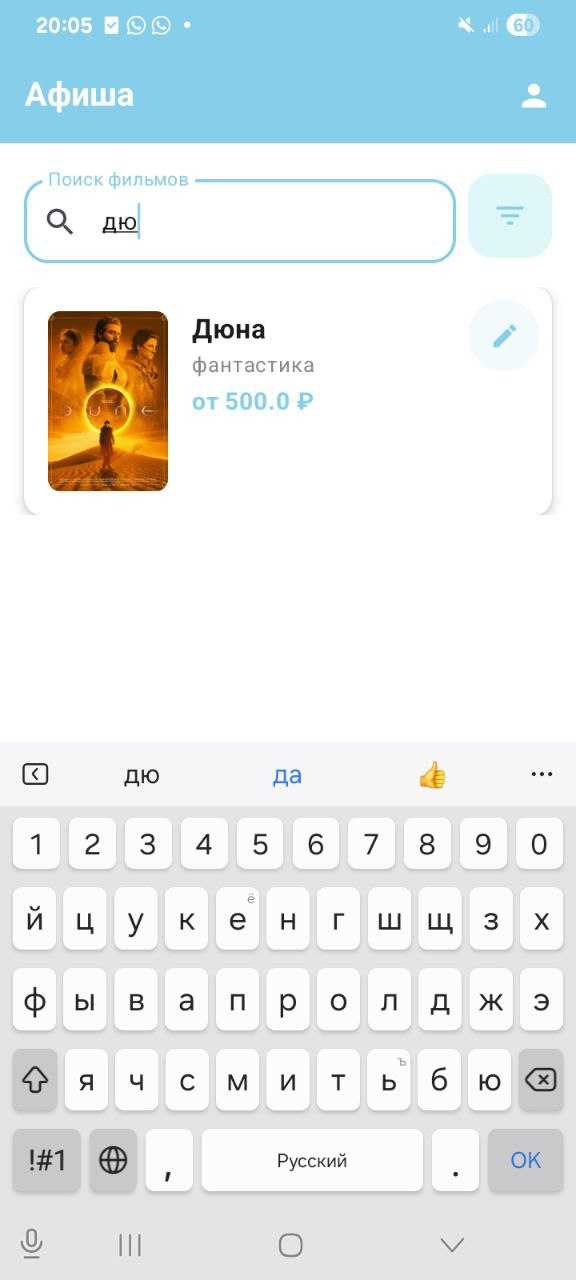 20:05
60
Афиша
Поиск фильмов
дю
Дюна
фантастика
от 500.0 ₽
DUNE
дю да 👍 ...
1 2 3 4 5 6 7 8 9 0
й ц у к е ё н г ш щ з х
ф ы в а п р о л д ж э
я ч с м и т ь ъ б ю
!#1 , Русский . OK